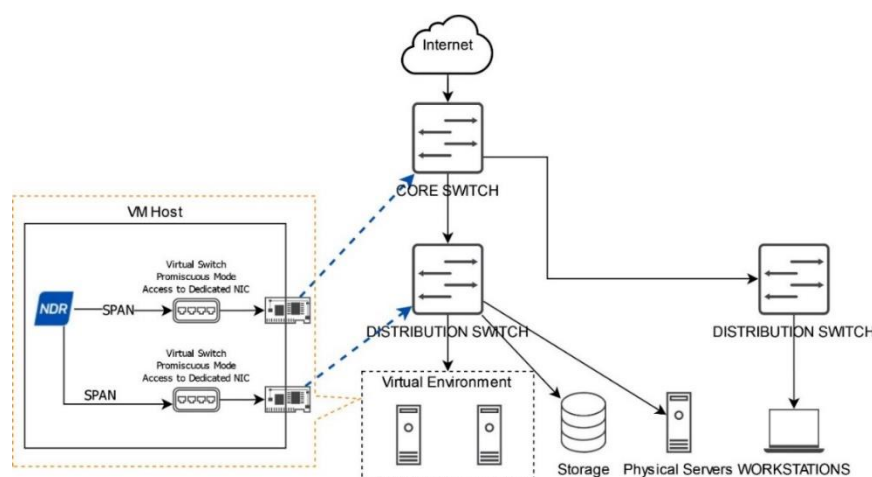 Internet
CORE SWITCH
VM Host
Virtual Switch
Promiscuous Mode
Access to Dedicated NIC
NDR
SPAN
DISTRIBUTION SWITCH
DISTRIBUTION SWITCH
Virtual Switch
Promiscuous Mode
Access to Dedicated NIC
SPAN
Virtual Environment
Storage
Physical Servers
WORKSTATIONS